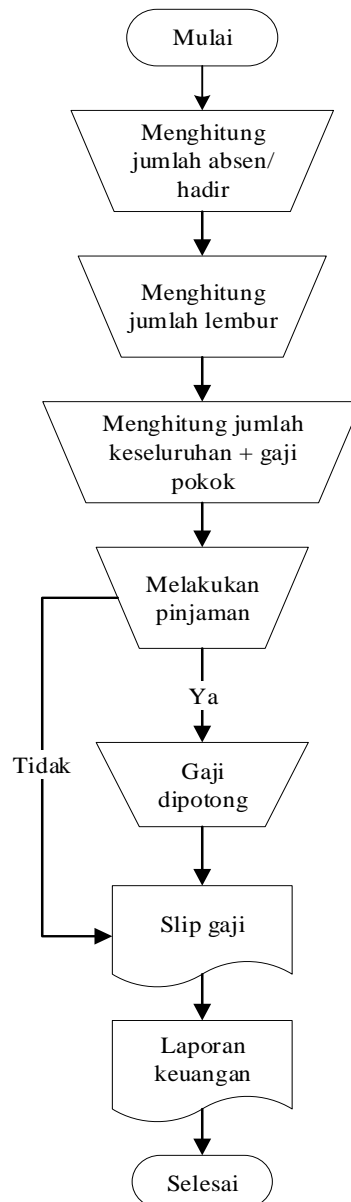 Mulai
Menghitung
jumlah absen/
hadir
Menghitung
jumlah lembur
Menghitung jumlah
keseluruhan + gaji
pokok
Melakukan
pinjaman
Ya
Tidak
Gaji
dipotong
Slip gaji
Laporan
keuangan
Selesai